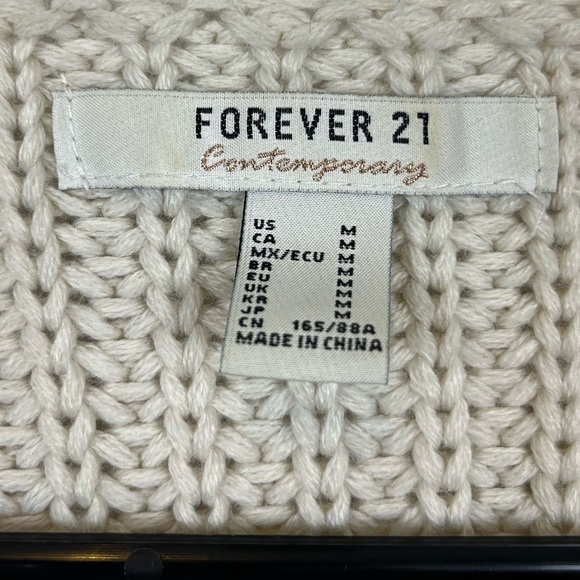 FOREVER 21
Contemporary
US M
CA M
MX/ECU M
BR M
EU M
UK M
KR M
JP M
CN 165/88A
MADE IN CHINA